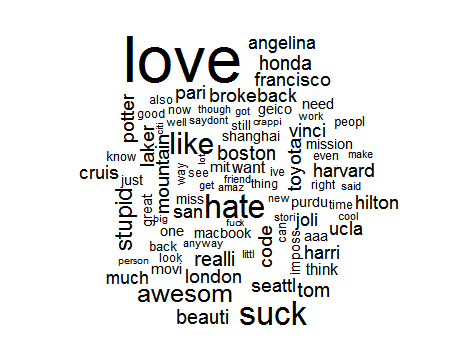 love
angelina
honda
francisco
pari
brokeback
also
now
though
got
geico
need
potter
good
well
saydont
still
crappi
work
peopl
citi
shanghai
vinci
mission
laker
like
know
lot
boston
even
make
cruis
just
mountain
way
see
mit
want
ive
toyota
harvard
friend
get
amaz
thing
right
said
stupid
great
miss
new
purdu
time
hilton
big
san
hate
stori
joli
cool
fuck
one
macbook
code
can
aaa
ucla
back
anyway
imposs
harri
person
look
realli
littl
think
movi
much
london
seattl
tom
awesom
beauti
suck